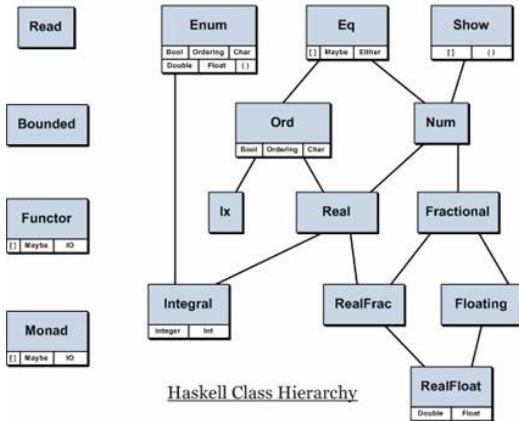 Read
Enum
Bool Ordering Char
Double Float ( )
Eq
[ ] Maybe Either
Show
[ ] ( )
Bounded
Ord
Bool Ordering Char
Num
Functor
[ ] Maybe IO
Ix
Real
Fractional
Monad
[ ] Maybe IO
Integral
Integer Int
RealFrac
Floating
Haskell Class Hierarchy
RealFloat
Double Float